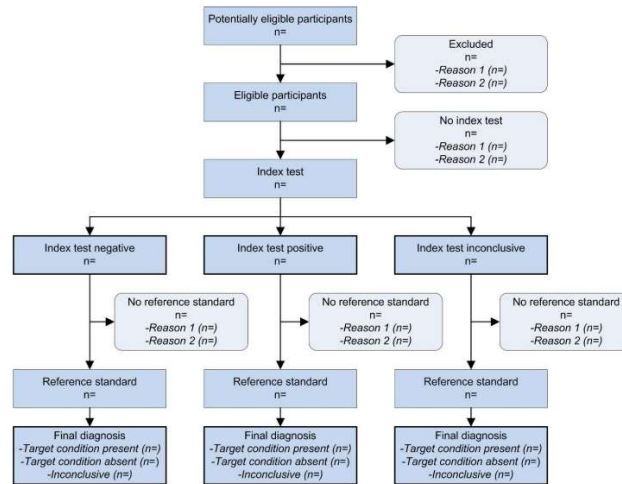 Potentially eligible participants
n=
Excluded
n=
-Reason 1 (n=)
-Reason 2 (n=)
Eligible participants
n=
No index test
n=
-Reason 1 (n=)
-Reason 2 (n=)
Index test
n=
Index test negative
n=
Index test positive
n=
Index test inconclusive
n=
No reference standard
n=
-Reason 1 (n=)
-Reason 2 (n=)
No reference standard
n=
-Reason 1 (n=)
-Reason 2 (n=)
No reference standard
n=
-Reason 1 (n=)
-Reason 2 (n=)
Reference standard
n=
Reference standard
n=
Reference standard
n=
Final diagnosis
-Target condition present (n=)
-Target condition absent (n=)
-Inconclusive (n=)
Final diagnosis
-Target condition present (n=)
-Target condition absent (n=)
-Inconclusive (n=)
Final diagnosis
-Target condition present (n=)
-Target condition absent (n=)
-Inconclusive (n=)